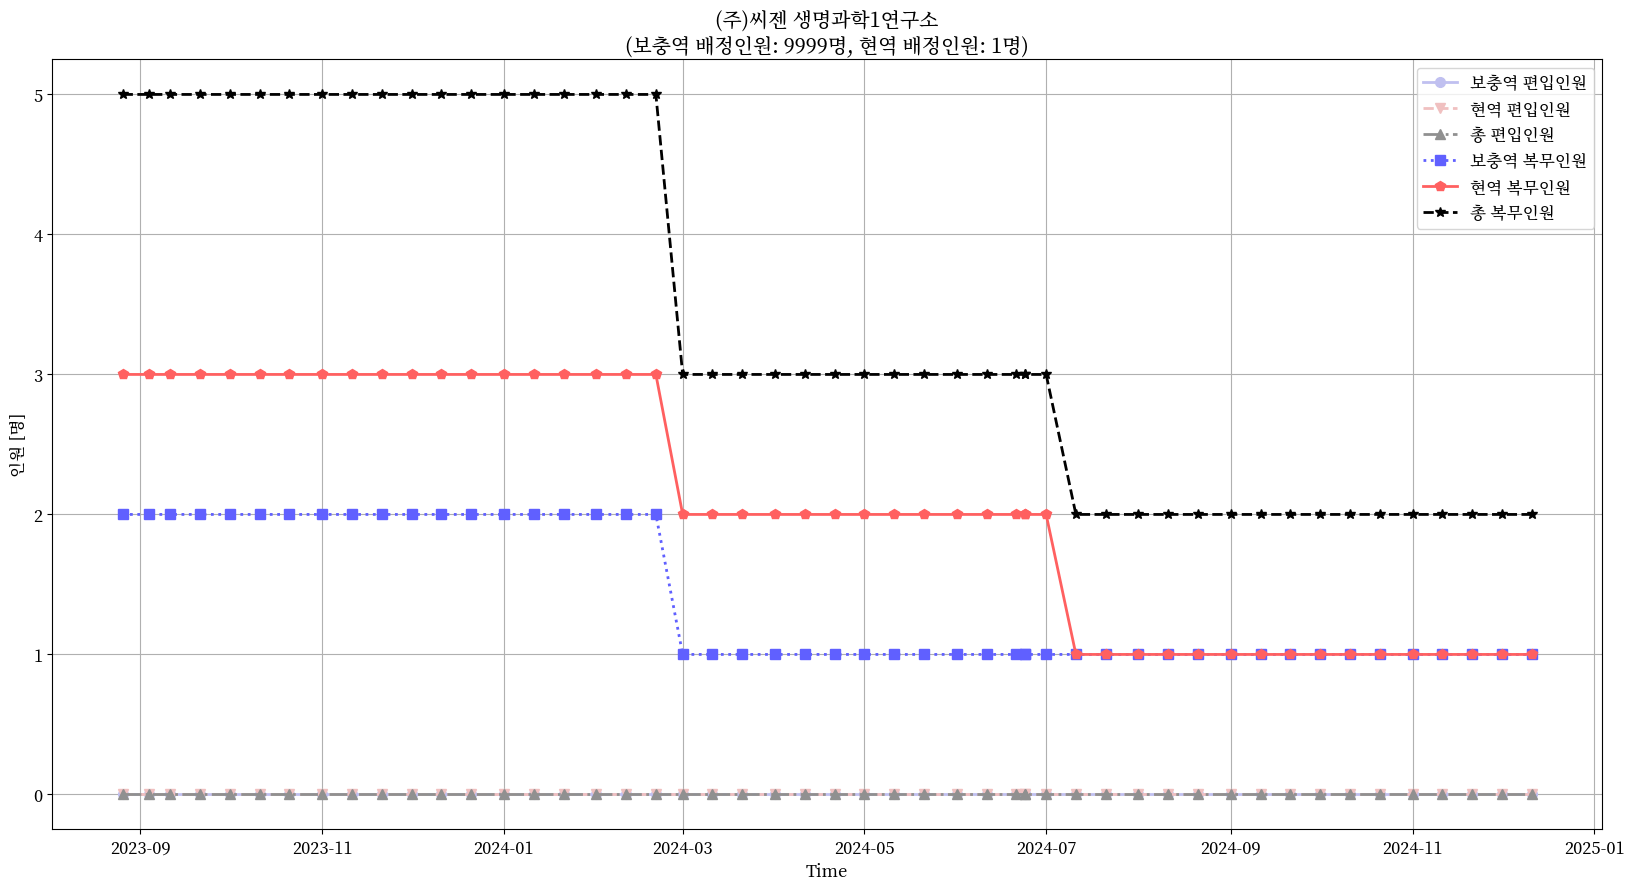 (주)씨젠 생명과학1연구소
(보충역 배정인원: 9999명, 현역 배정인원: 1명)
보충역 편입인원
현역 편입인원
총 편입인원
보충역 복무인원
현역 복무인원
총 복무인원
5
4
3
2
1
0
인원 [명]
2023-09
2023-11
2024-01
2024-03
2024-05
2024-07
2024-09
2024-11
2025-01
Time